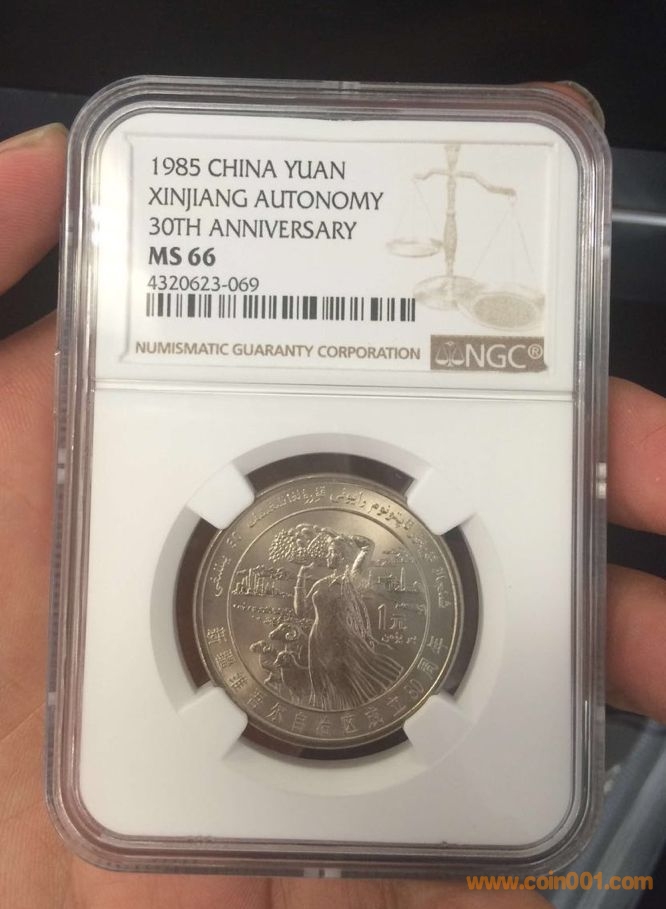 1985 CHINA YUAN
XINJIANG AUTONOMY
30TH ANNIVERSARY
MS 66
4320623-069
NUMISMATIC GUARANTY CORPORATION
NGC®
1元
新疆维吾尔自治区成立30周年
www.coin001.com